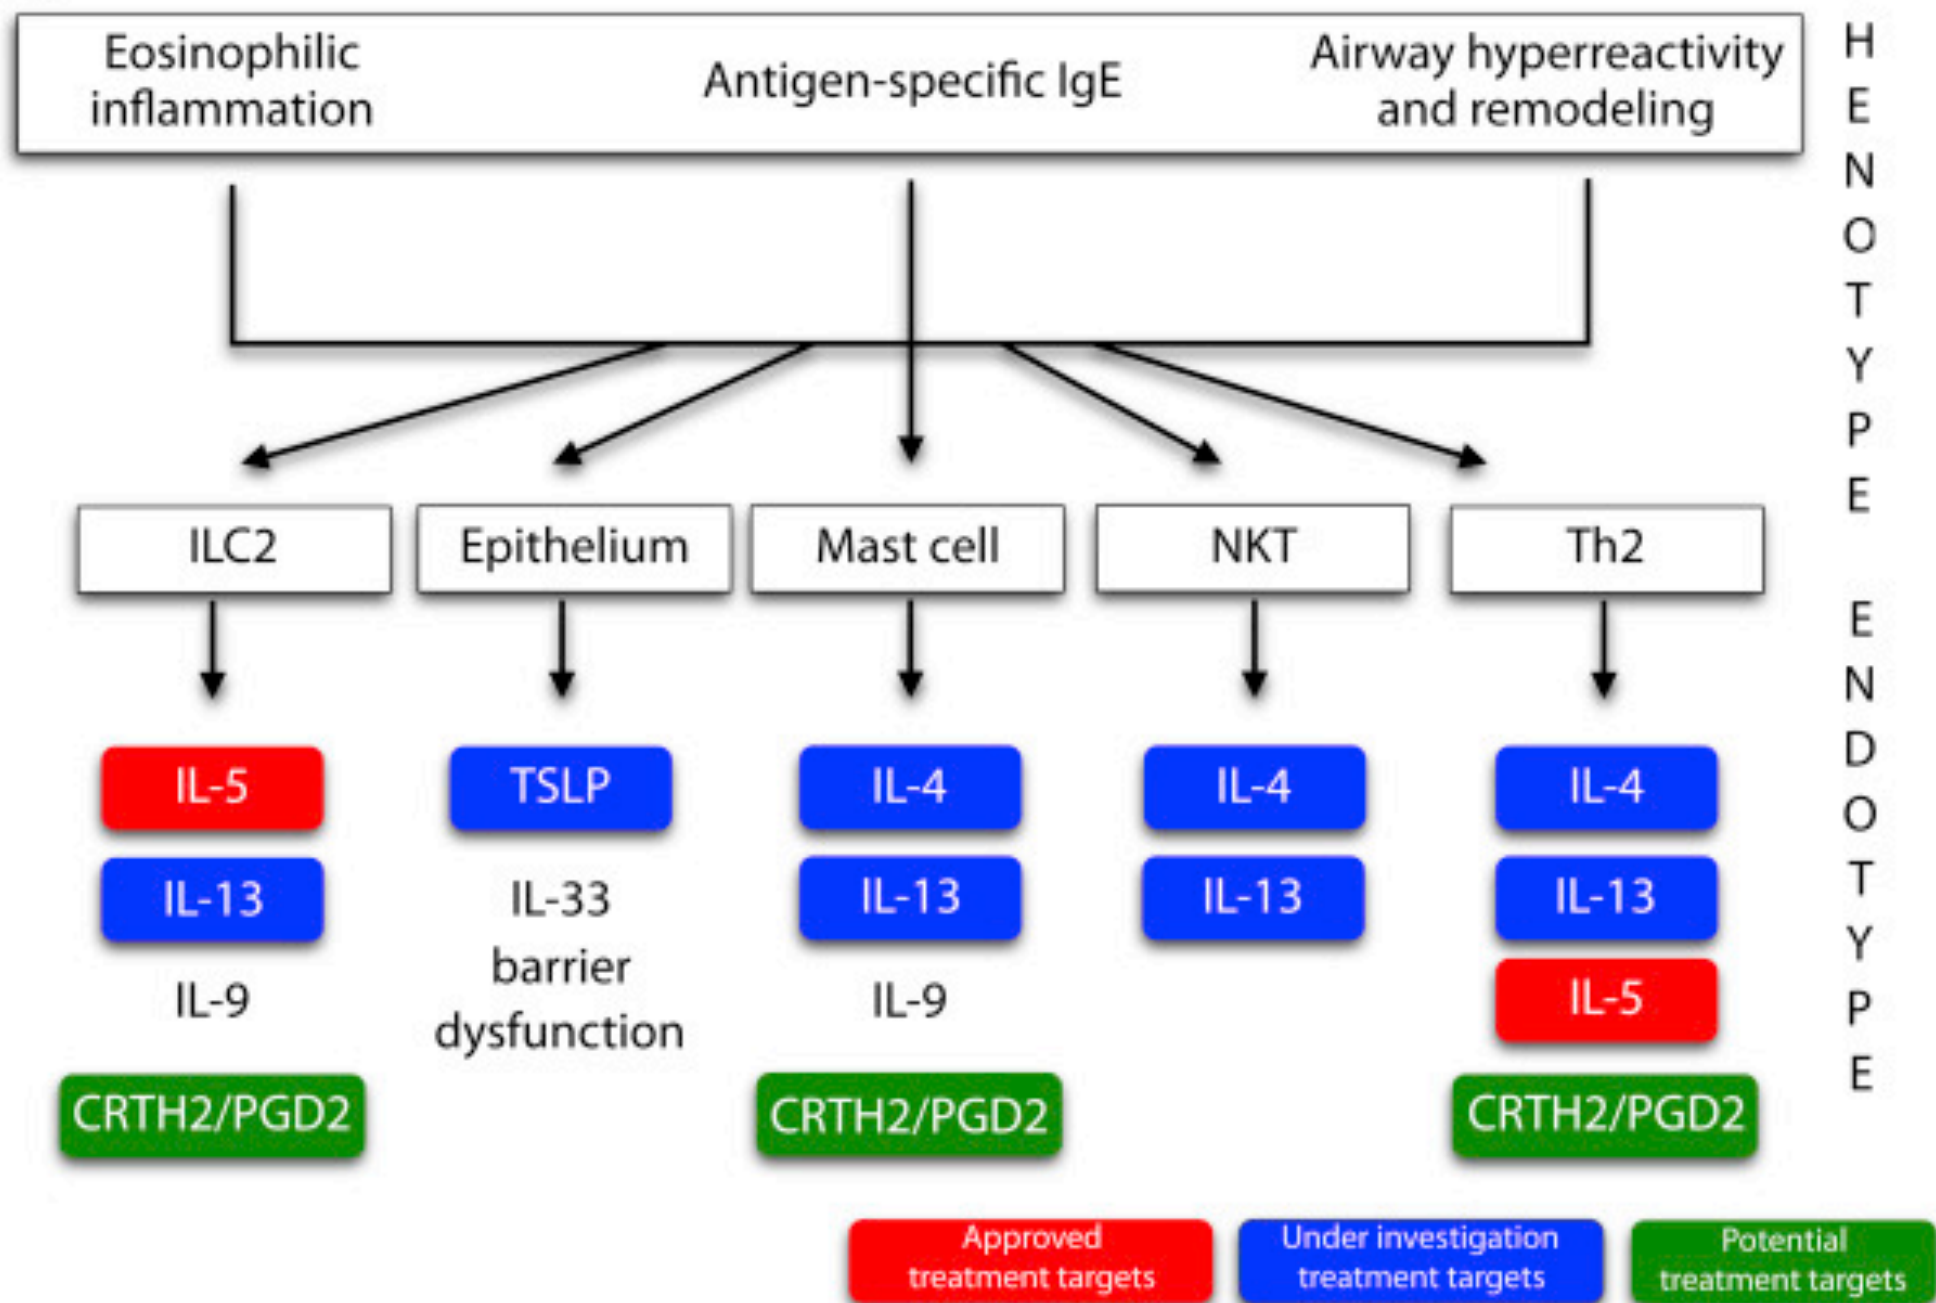 Eosinophilic
inflammation
Antigen-specific IgE
Airway hyperreactivity
and remodeling
H
E
N
O
T
Y
P
E
ILC2
Epithelium
Mast cell
NKT
Th2
E
N
D
O
T
Y
P
E
IL-5
IL-13
IL-9
CRTH2/PGD2
TSLP
IL-33
barrier
dysfunction
IL-4
IL-13
IL-9
CRTH2/PGD2
IL-4
IL-13
IL-4
IL-13
IL-5
CRTH2/PGD2
Approved
treatment targets
Under investigation
treatment targets
Potential
treatment targets